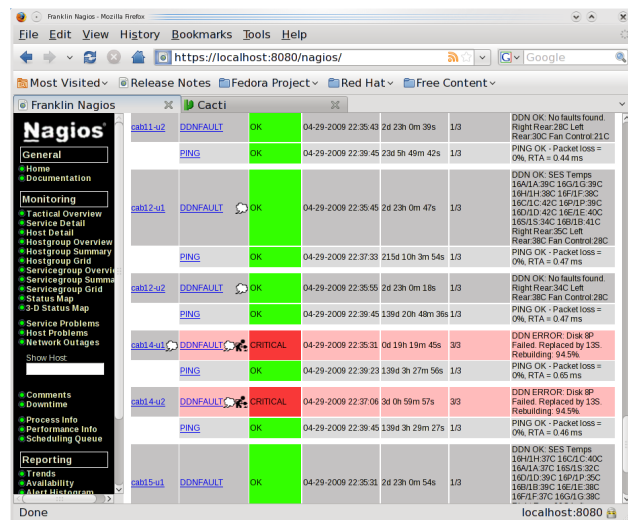 Franklin Nagios - Mozilla Firefox
File Edit View History Bookmarks Tools Help
https://localhost:8080/nagios/
Google
Most Visited Release Notes Fedora Project Red Hat Free Content
Franklin Nagios
Cacti
Nagios
General
Home
Documentation
Monitoring
Tactical Overview
Service Detail
Host Detail
Hostgroup Overview
Hostgroup Summary
Hostgroup Grid
Servicegroup Overvie
Servicegroup Summa
Servicegroup Grid
Status Map
3-D Status Map
Service Problems
Host Problems
Network Outages
Show Host:
Comments
Downtime
Process Info
Performance Info
Scheduling Queue
Reporting
Trends
Availability
Alert Histogram
cab11-u2 DDNFAULT OK 04-29-2009 22:35:43 2d 23h 0m 39s 1/3
DDN OK: No faults found.
Right Rear:28C Left
Rear:30C Fan Control:21C
PING OK 04-29-2009 22:39:45 23d 5h 49m 42s 1/3
PING OK - Packet loss =
0%, RTA = 0.44 ms
cab12-u1 DDNFAULT OK 04-29-2009 22:35:45 2d 23h 0m 47s 1/3
DDN OK: SES Temps
16A/1A:39C 16G/1G:39C
16H/1H:38C 16F/1F:38C
16C/1C:42C 16P/1P:39C
16D/1D:42C 16E/1E:40C
16S/1S:34C 16B/1B:41C
Right Rear:35C Left
Rear:38C Fan Control:28C
PING OK 04-29-2009 22:37:33 215d 10h 3m 54s 1/3
PING OK - Packet loss =
0%, RTA = 0.47 ms
cab12-u2 DDNFAULT OK 04-29-2009 22:35:55 2d 23h 0m 18s 1/3
DDN OK: No faults found.
Right Rear:34C Left
Rear:38C Fan Control:28C
PING OK 04-29-2009 22:39:45 139d 20h 48m 36s 1/3
PING OK - Packet loss =
0%, RTA = 0.47 ms
cab14-u1 DDNFAULT CRITICAL 04-29-2009 22:35:31 0d 19h 19m 45s 3/3
DDN ERROR: Disk 8P
Failed. Replaced by 13S.
Rebuilding: 94.5%.
PING OK 04-29-2009 22:39:23 139d 3h 27m 56s 1/3
PING OK - Packet loss =
0%, RTA = 0.65 ms
cab14-u2 DDNFAULT CRITICAL 04-29-2009 22:37:06 3d 0h 59m 57s 3/3
DDN ERROR: Disk 8P
Failed. Replaced by 13S.
Rebuilding: 94.5%.
PING OK 04-29-2009 22:39:45 139d 3h 29m 27s 1/3
PING OK - Packet loss =
0%, RTA = 0.46 ms
cab15-u1 DDNFAULT OK 04-29-2009 22:35:31 2d 23h 0m 54s 1/3
DDN OK: SES Temps
16H/1H:37C 16C/1C:40C
16A/1A:37C 16S/1S:32C
16D/1D:39C 16P/1P:35C
16B/1B:39C 16E/1E:38C
16F/1F:37C 16G/1G:38C
Done
localhost:8080